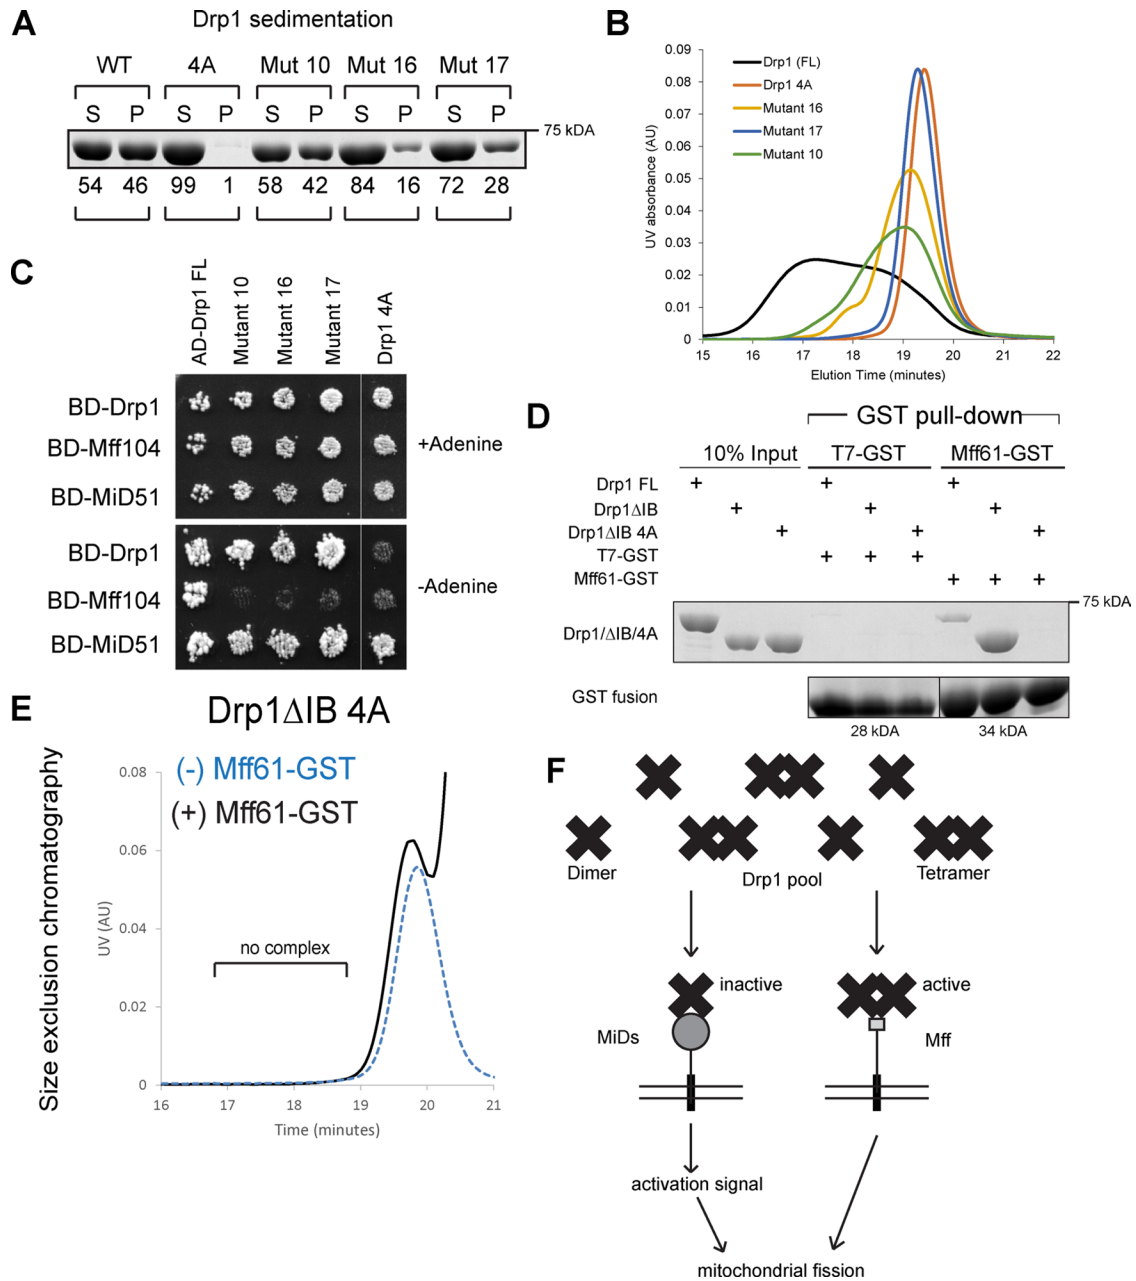 A
Drp1 sedimentation
WT 4A Mut 10 Mut 16 Mut 17
S P S P S P S P S P
75 kDA
54 46 99 1 58 42 84 16 72 28
B
0.09
0.08
0.07
0.06
0.05
0.04
0.03
0.02
0.01
0
UV absorbance (AU)
Drp1 (FL)
Drp1 4A
Mutant 16
Mutant 17
Mutant 10
15 16 17 18 19 20 21 22
Elution Time (minutes)
C
AD-Drp1 FL
Mutant 10
Mutant 16
Mutant 17
Drp1 4A
BD-Drp1
BD-Mff104
BD-MiD51
+Adenine
BD-Drp1
BD-Mff104
BD-MiD51
-Adenine
D
GST pull-down
10% Input T7-GST Mff61-GST
Drp1 FL + + +
Drp1ΔIB + + +
Drp1ΔIB 4A + + +
T7-GST + + +
Mff61-GST + + +
75 kDA
Drp1/ΔIB/4A
GST fusion
28 kDA 34 kDA
E
Drp1ΔIB 4A
Size exclusion chromatography
(-) Mff61-GST
(+) Mff61-GST
0.08
0.06
0.04
0.02
0
UV (AU)
no complex
16 17 18 19 20 21
Time (minutes)
F
Dimer
Drp1 pool
Tetramer
inactive
active
MiDs
Mff
activation signal
mitochondrial fission